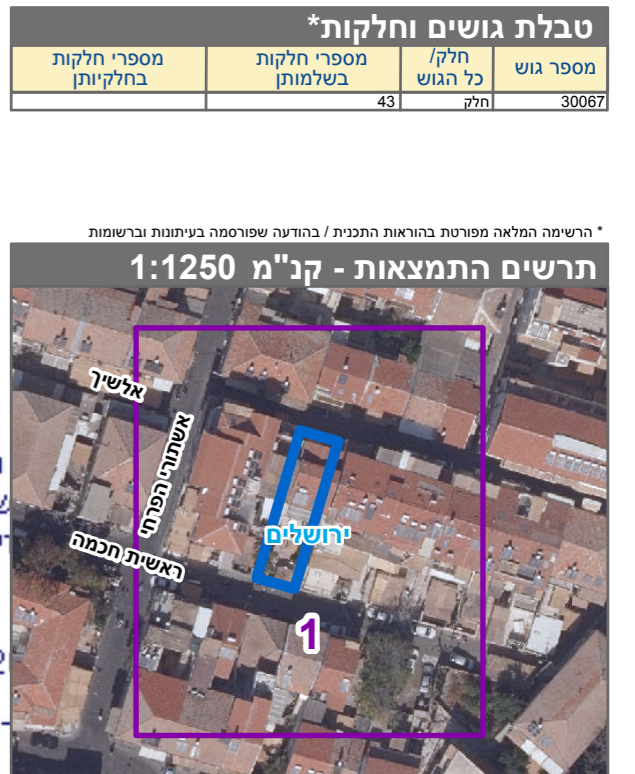 טבלת גושים וחלקות*
מספר גוש
חלק/
כל הגוש
מספרי חלקות
בשלמותן
מספרי חלקות
בחלקיותן
30067 חלק 43
* הרשימה המלאה מפורטת בהוראות התכנית / בהודעה שפורסמה בעיתונות וברשומות
תרשים התמצאות - קנ"מ 1:1250
אלשיך
אשתורי הפרחי
ירושלים
ראשית חכמה
1